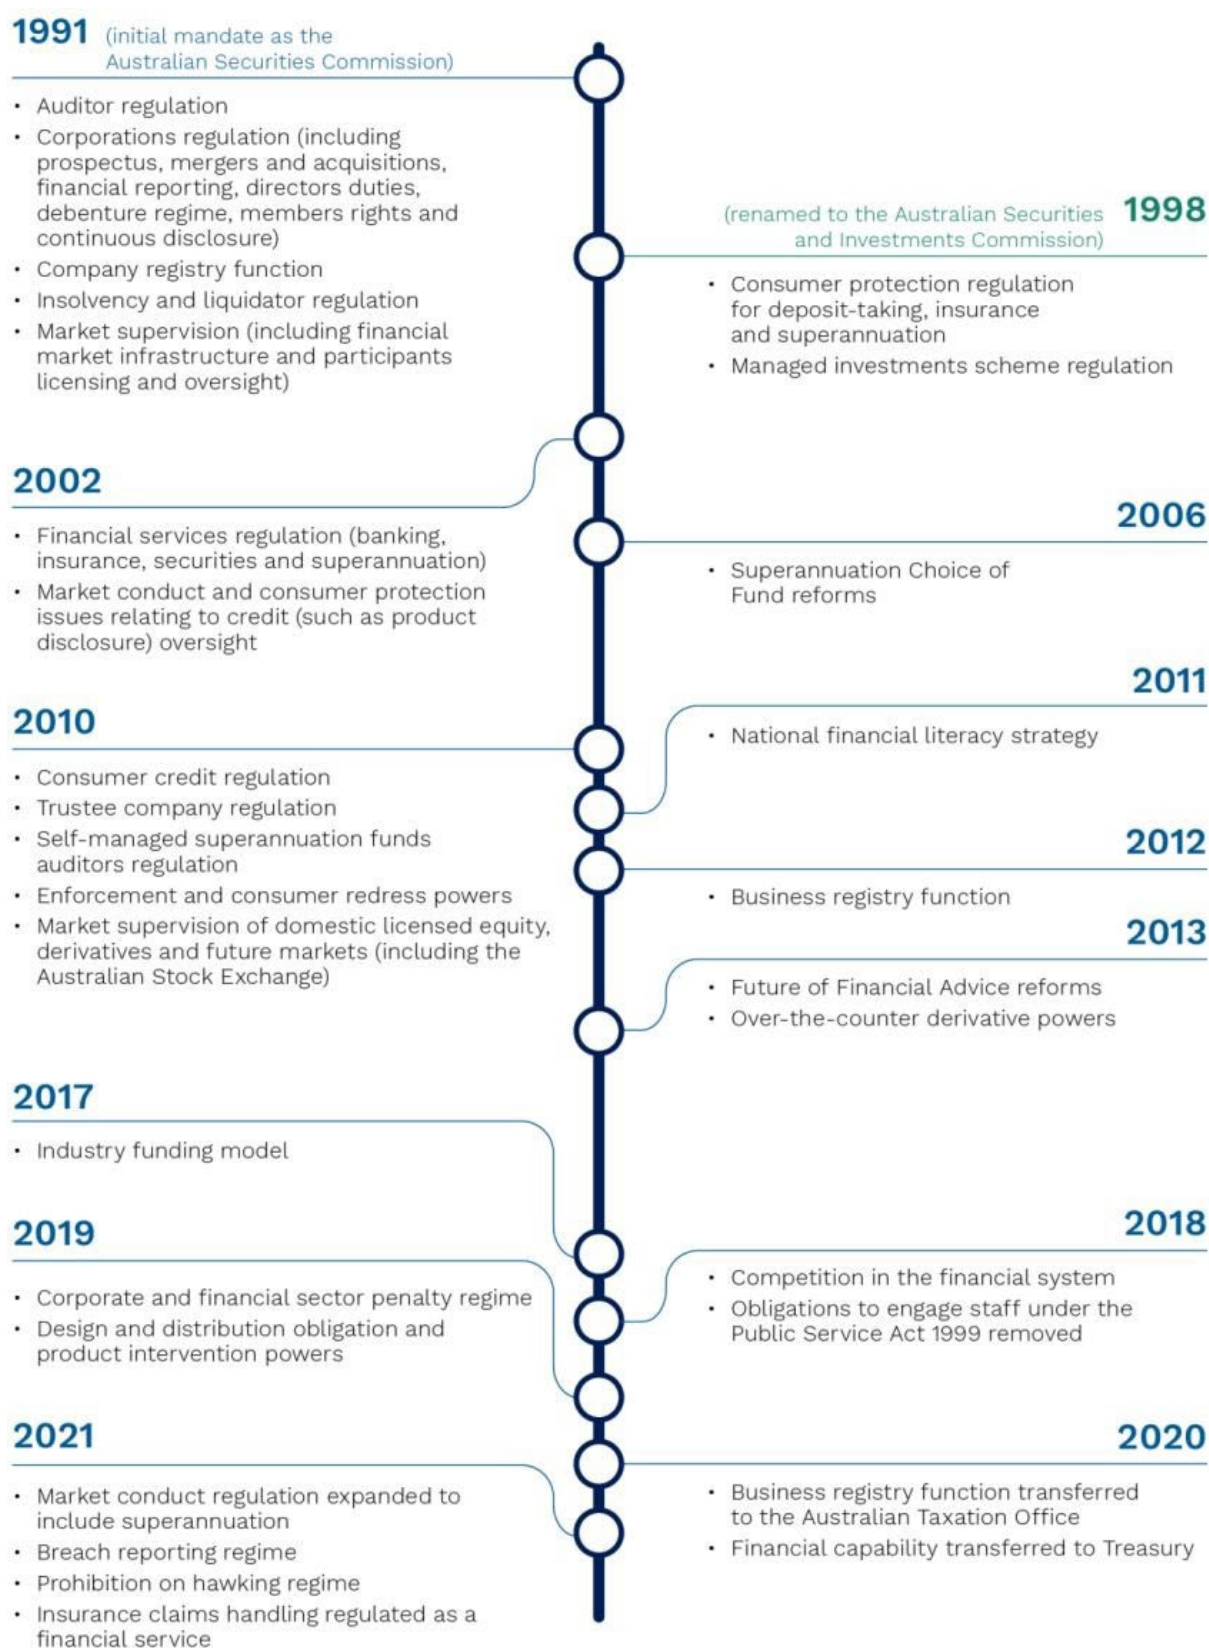 1991 (initial mandate as the
Australian Securities Commission)
• Auditor regulation
• Corporations regulation (including
prospectus, mergers and acquisitions,
financial reporting, directors duties,
debenture regime, members rights and
continuous disclosure)
• Company registry function
• Insolvency and liquidator regulation
• Market supervision (including financial
market infrastructure and participants
licensing and oversight)
(renamed to the Australian Securities 1998
and Investments Commission)
• Consumer protection regulation
for deposit-taking, insurance
and superannuation
• Managed investments scheme regulation
2002
• Financial services regulation (banking,
insurance, securities and superannuation)
• Market conduct and consumer protection
issues relating to credit (such as product
disclosure) oversight
2006
• Superannuation Choice of
Fund reforms
2010
• Consumer credit regulation
• Trustee company regulation
• Self-managed superannuation funds
auditors regulation
• Enforcement and consumer redress powers
• Market supervision of domestic licensed equity,
derivatives and future markets (including the
Australian Stock Exchange)
2011
• National financial literacy strategy
2012
• Business registry function
2013
• Future of Financial Advice reforms
• Over-the-counter derivative powers
2017
• Industry funding model
2018
• Competition in the financial system
• Obligations to engage staff under the
Public Service Act 1999 removed
2019
• Corporate and financial sector penalty regime
• Design and distribution obligation and
product intervention powers
2020
• Business registry function transferred
to the Australian Taxation Office
• Financial capability transferred to Treasury
2021
• Market conduct regulation expanded to
include superannuation
• Breach reporting regime
• Prohibition on hawking regime
• Insurance claims handling regulated as a
financial service